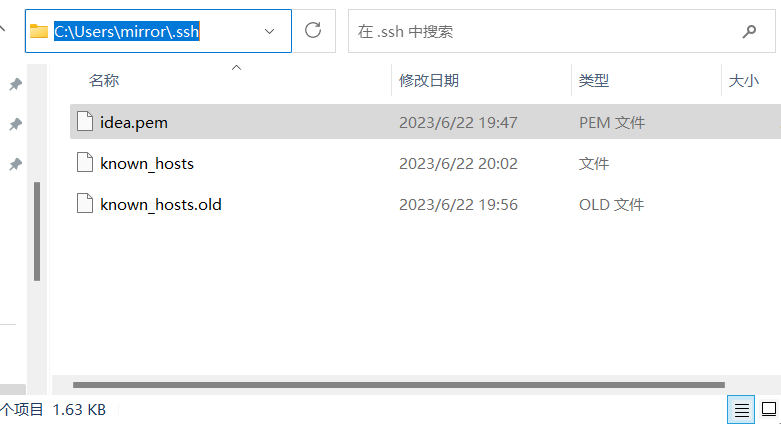 C:\Users\mirror\.ssh
在 .ssh 中搜索
名称 修改日期 类型 大小
idea.pem 2023/6/22 19:47 PEM 文件
known_hosts 2023/6/22 20:02 文件
known_hosts.old 2023/6/22 19:56 OLD 文件
个项目 1.63 KB